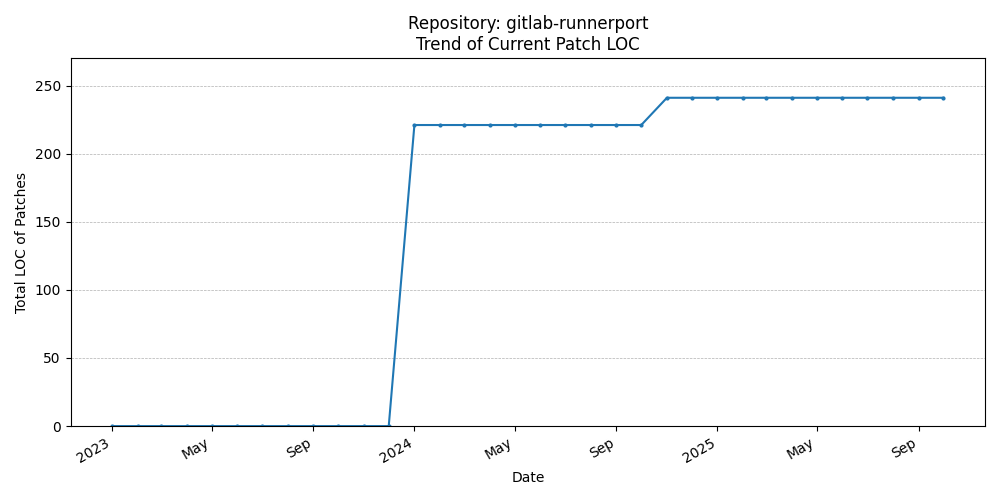 Repository: gitlab-runnerport
Trend of Current Patch LOC
Total LOC of Patches
250
200
150
100
50
0
2023
May
Sep
2024
May
Sep
2025
May
Sep
Date